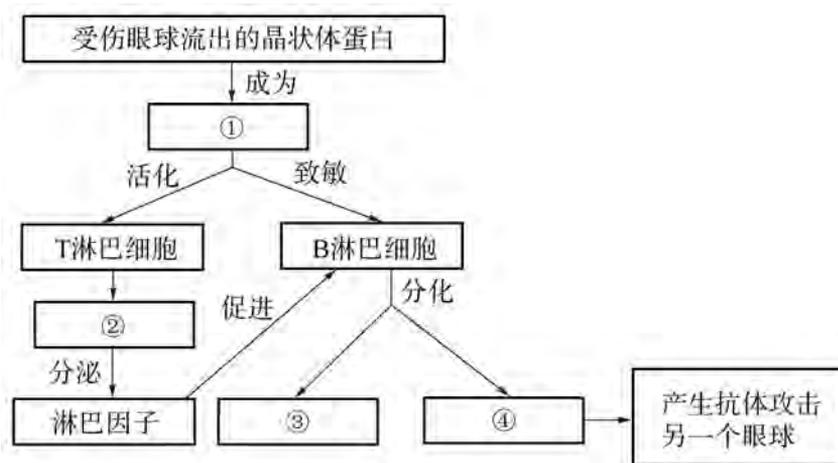 受伤眼球流出的晶状体蛋白
成为
①
活化
致敏
T淋巴细胞
B淋巴细胞
促进
分化
②
分泌
淋巴因子
③
④
产生抗体攻击
另一个眼球